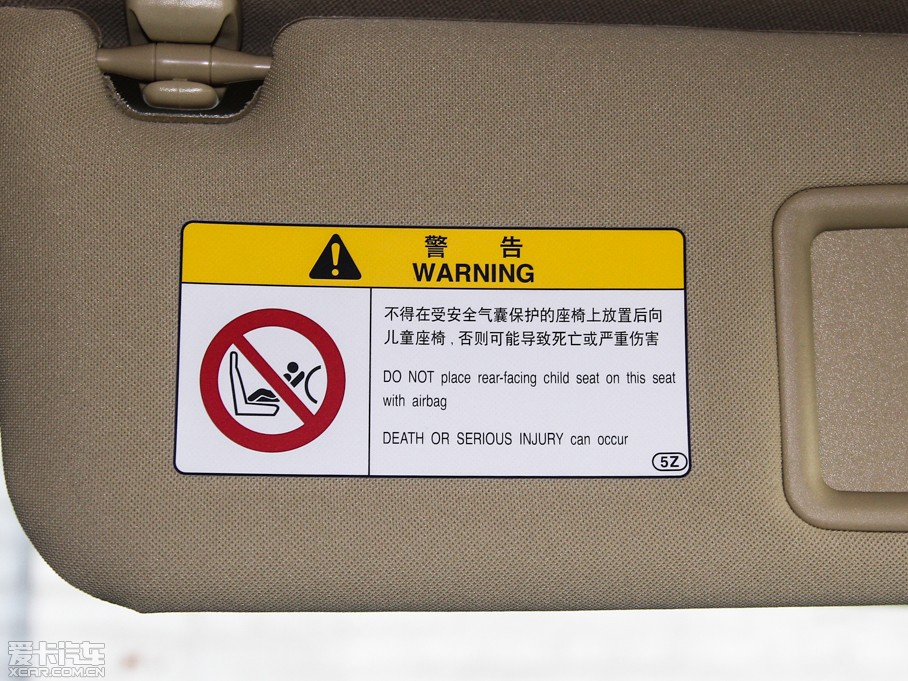 警 告
WARNING
不得在受安全气囊保护的座椅上放置后向
儿童座椅,否则可能导致死亡或严重伤害
DO NOT place rear-facing child seat on this seat
with airbag
DEATH OR SERIOUS INJURY can occur
5Z
爱卡汽车
XCAR.COM.CN